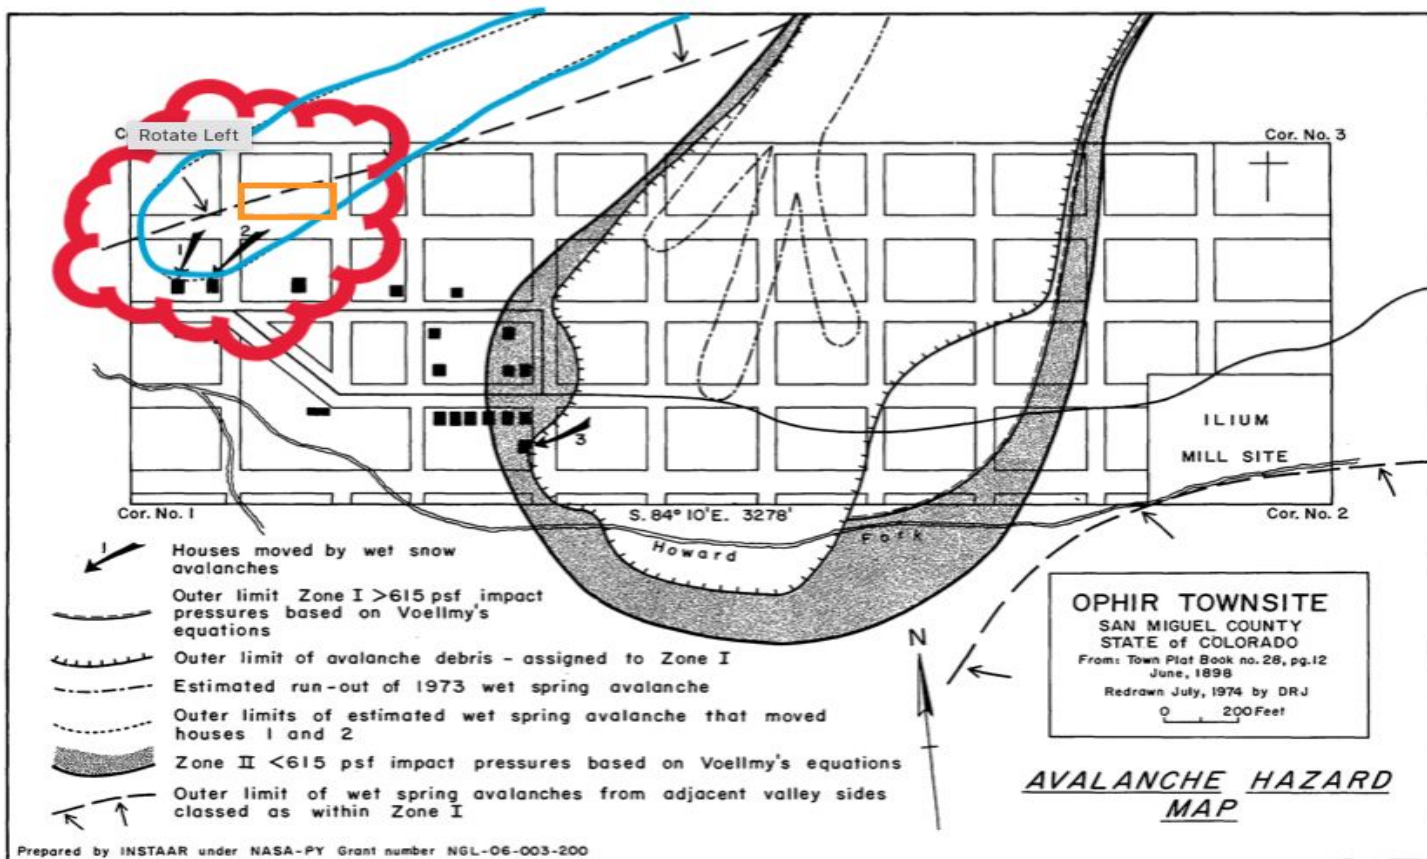 C
Rotate Left
Cor. No. 3
1
2
3
ILIUM
MILL SITE
Cor. No. 1
S. 84° 10'E. 3278'
Cor. No. 2
Howard Fork
1 Houses moved by wet snow
avalanches
Outer limit Zone I >615 psf impact
pressures based on Voellmy's
equations
Outer limit of avalanche debris - assigned to Zone I
Estimated run-out of 1973 wet spring avalanche
Outer limits of estimated wet spring avalanche that moved
houses 1 and 2
Zone II <615 psf impact pressures based on Voellmy's equations
Outer limit of wet spring avalanches from adjacent valley sides
classed as within Zone I
N
OPHIR TOWNSITE
SAN MIGUEL COUNTY
STATE of COLORADO
From: Town Plat Book no. 28, pg. 12
June, 1898
Redrawn July, 1974 by DRJ
0 200 Feet
AVALANCHE HAZARD
MAP
Prepared by INSTAAR under NASA-PY Grant number NGL-06-003-200